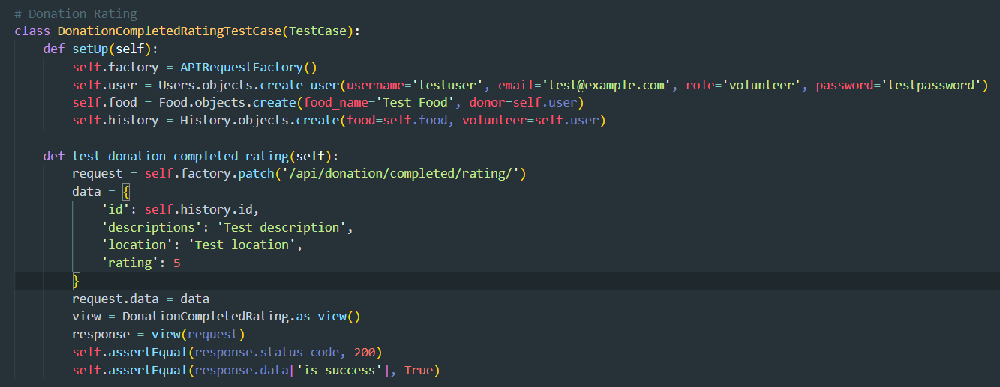 # Donation Rating
class DonationCompletedRatingTestCase(TestCase):
    def setUp(self):
        self.factory = APIRequestFactory()
        self.user = Users.objects.create_user(username='testuser', email='test@example.com', role='volunteer', password='testpassword')
        self.food = Food.objects.create(food_name='Test Food', donor=self.user)
        self.history = History.objects.create(food=self.food, volunteer=self.user)

    def test_donation_completed_rating(self):
        request = self.factory.patch('/api/donation/completed/rating/')
        data = {
            'id': self.history.id,
            'descriptions': 'Test description',
            'location': 'Test location',
            'rating': 5
        }
        request.data = data
        view = DonationCompletedRating.as_view()
        response = view(request)
        self.assertEqual(response.status_code, 200)
        self.assertEqual(response.data['is_success'], True)